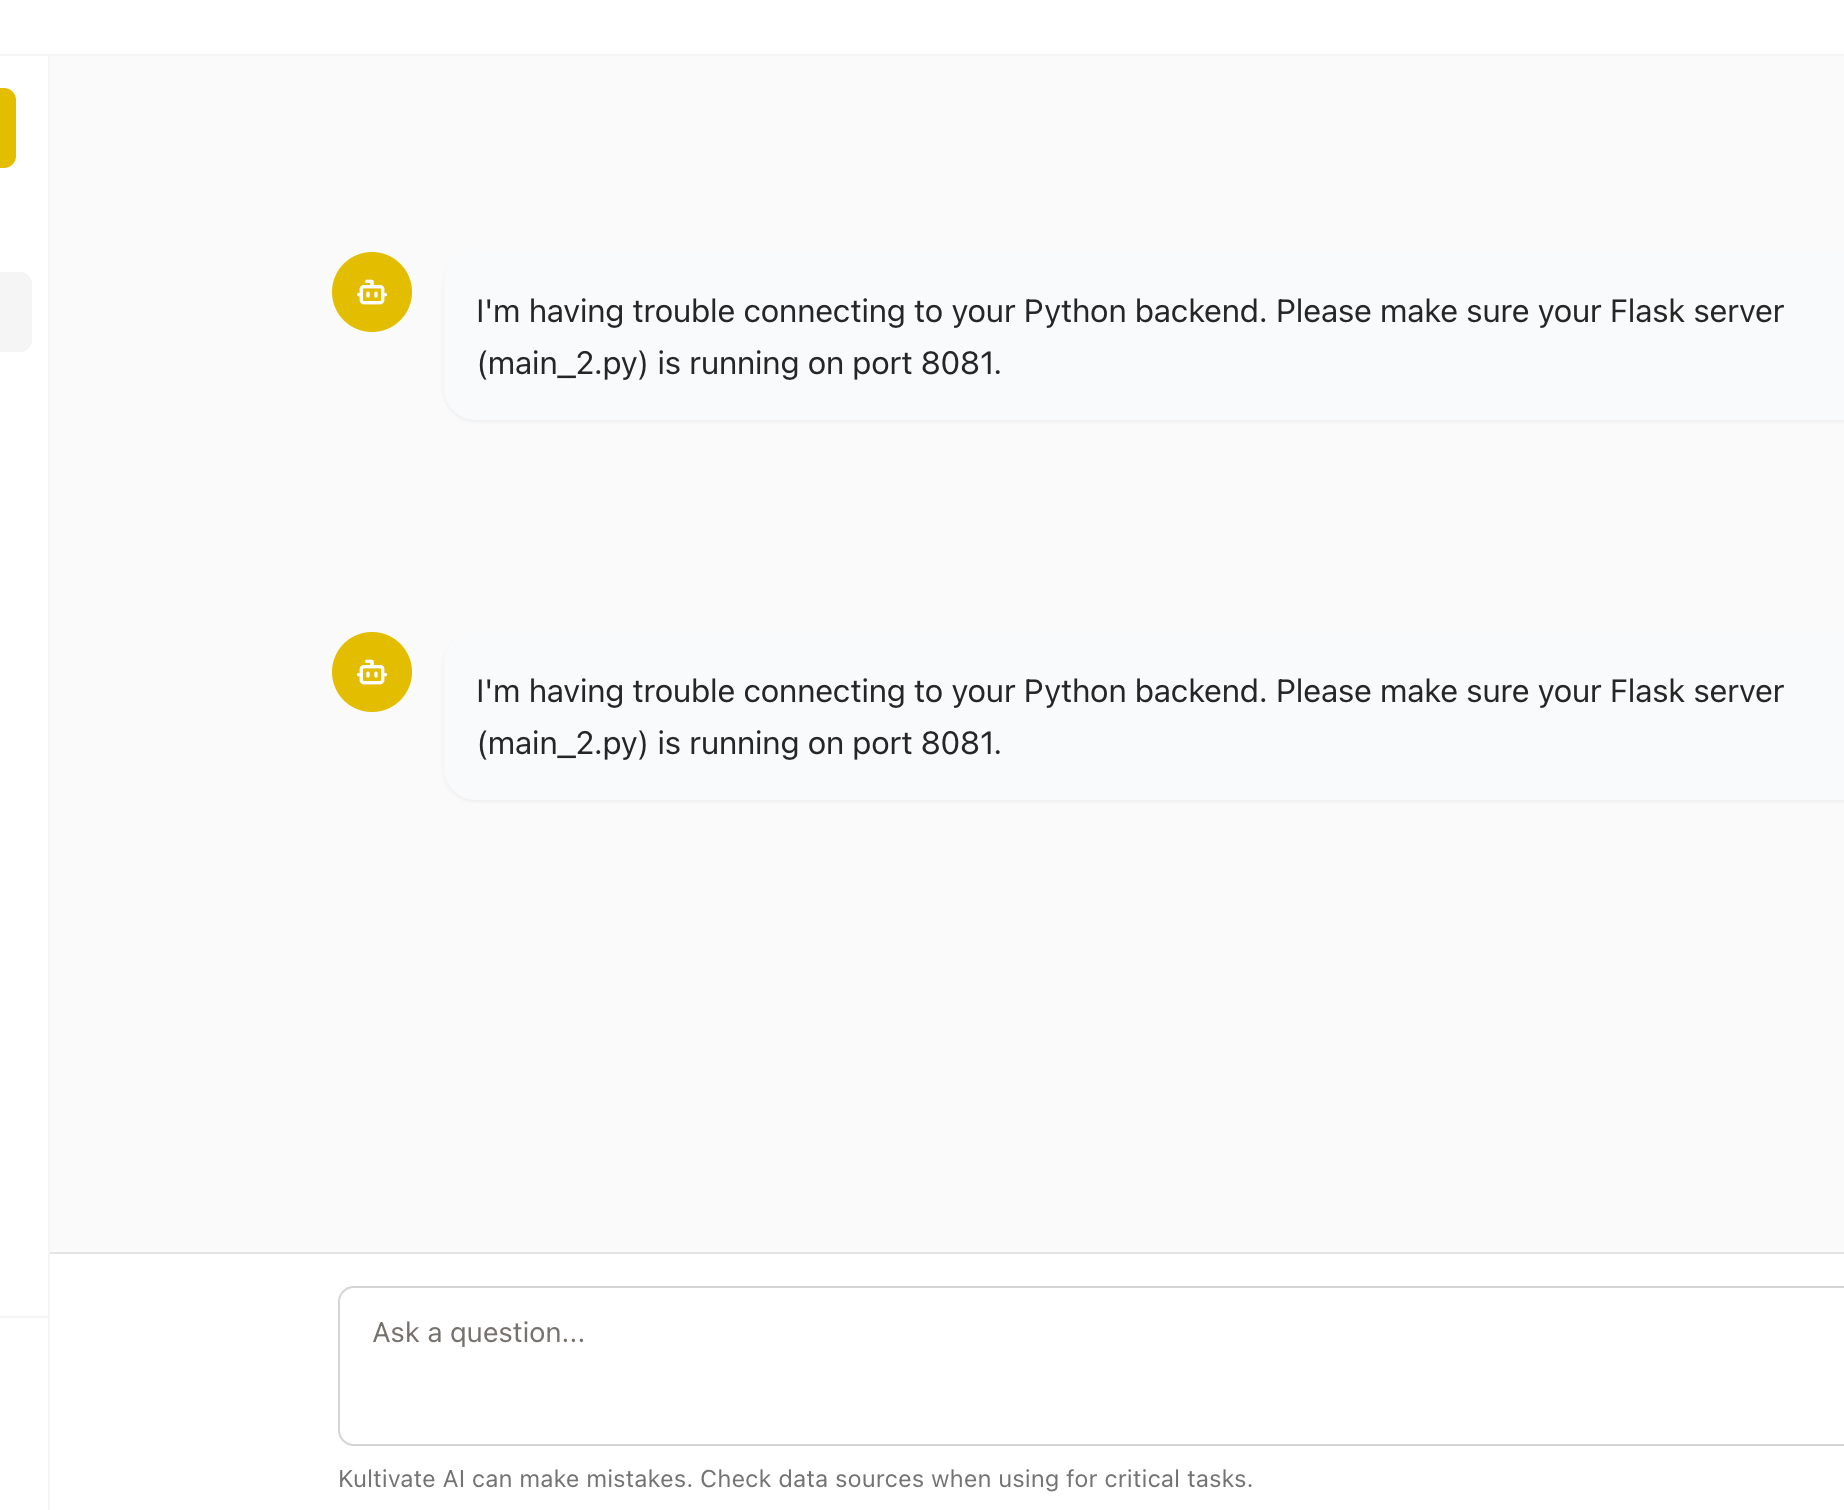 I'm having trouble connecting to your Python backend. Please make sure your Flask server
(main_2.py) is running on port 8081.
I'm having trouble connecting to your Python backend. Please make sure your Flask server
(main_2.py) is running on port 8081.
Ask a question...
Kultivate AI can make mistakes. Check data sources when using for critical tasks.